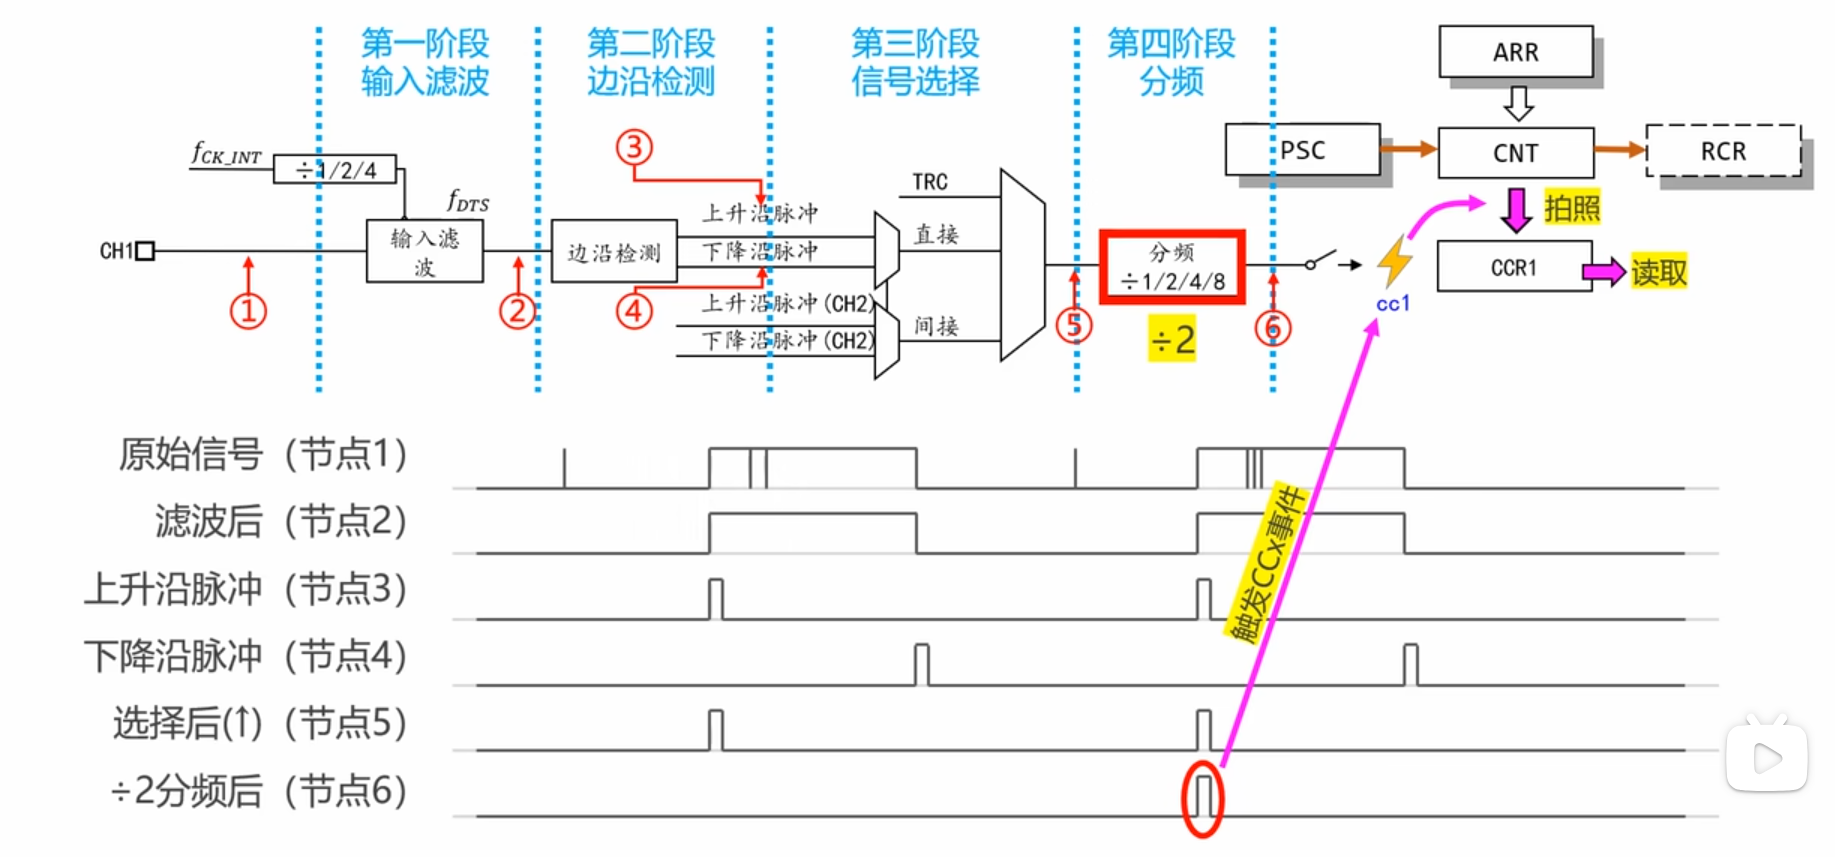 第一阶段
输入滤波
第二阶段
边沿检测
第三阶段
信号选择
第四阶段
分频
ARR
PSC
CNT
RCR
fCK_INT
÷1/2/4
fDTS
③
TRC
上升沿脉冲
直接
拍照
CH1
输入滤
波
边沿检测
下降沿脉冲
分频
÷1/2/4/8
CCR1
读取
cc1
①
②
④
上升沿脉冲(CH2)
间接
⑤
⑥
下降沿脉冲(CH2)
÷2
原始信号（节点1）
滤波后（节点2）
触发CCx事件
上升沿脉冲（节点3）
下降沿脉冲（节点4）
选择后(↑)（节点5）
÷2分频后（节点6）